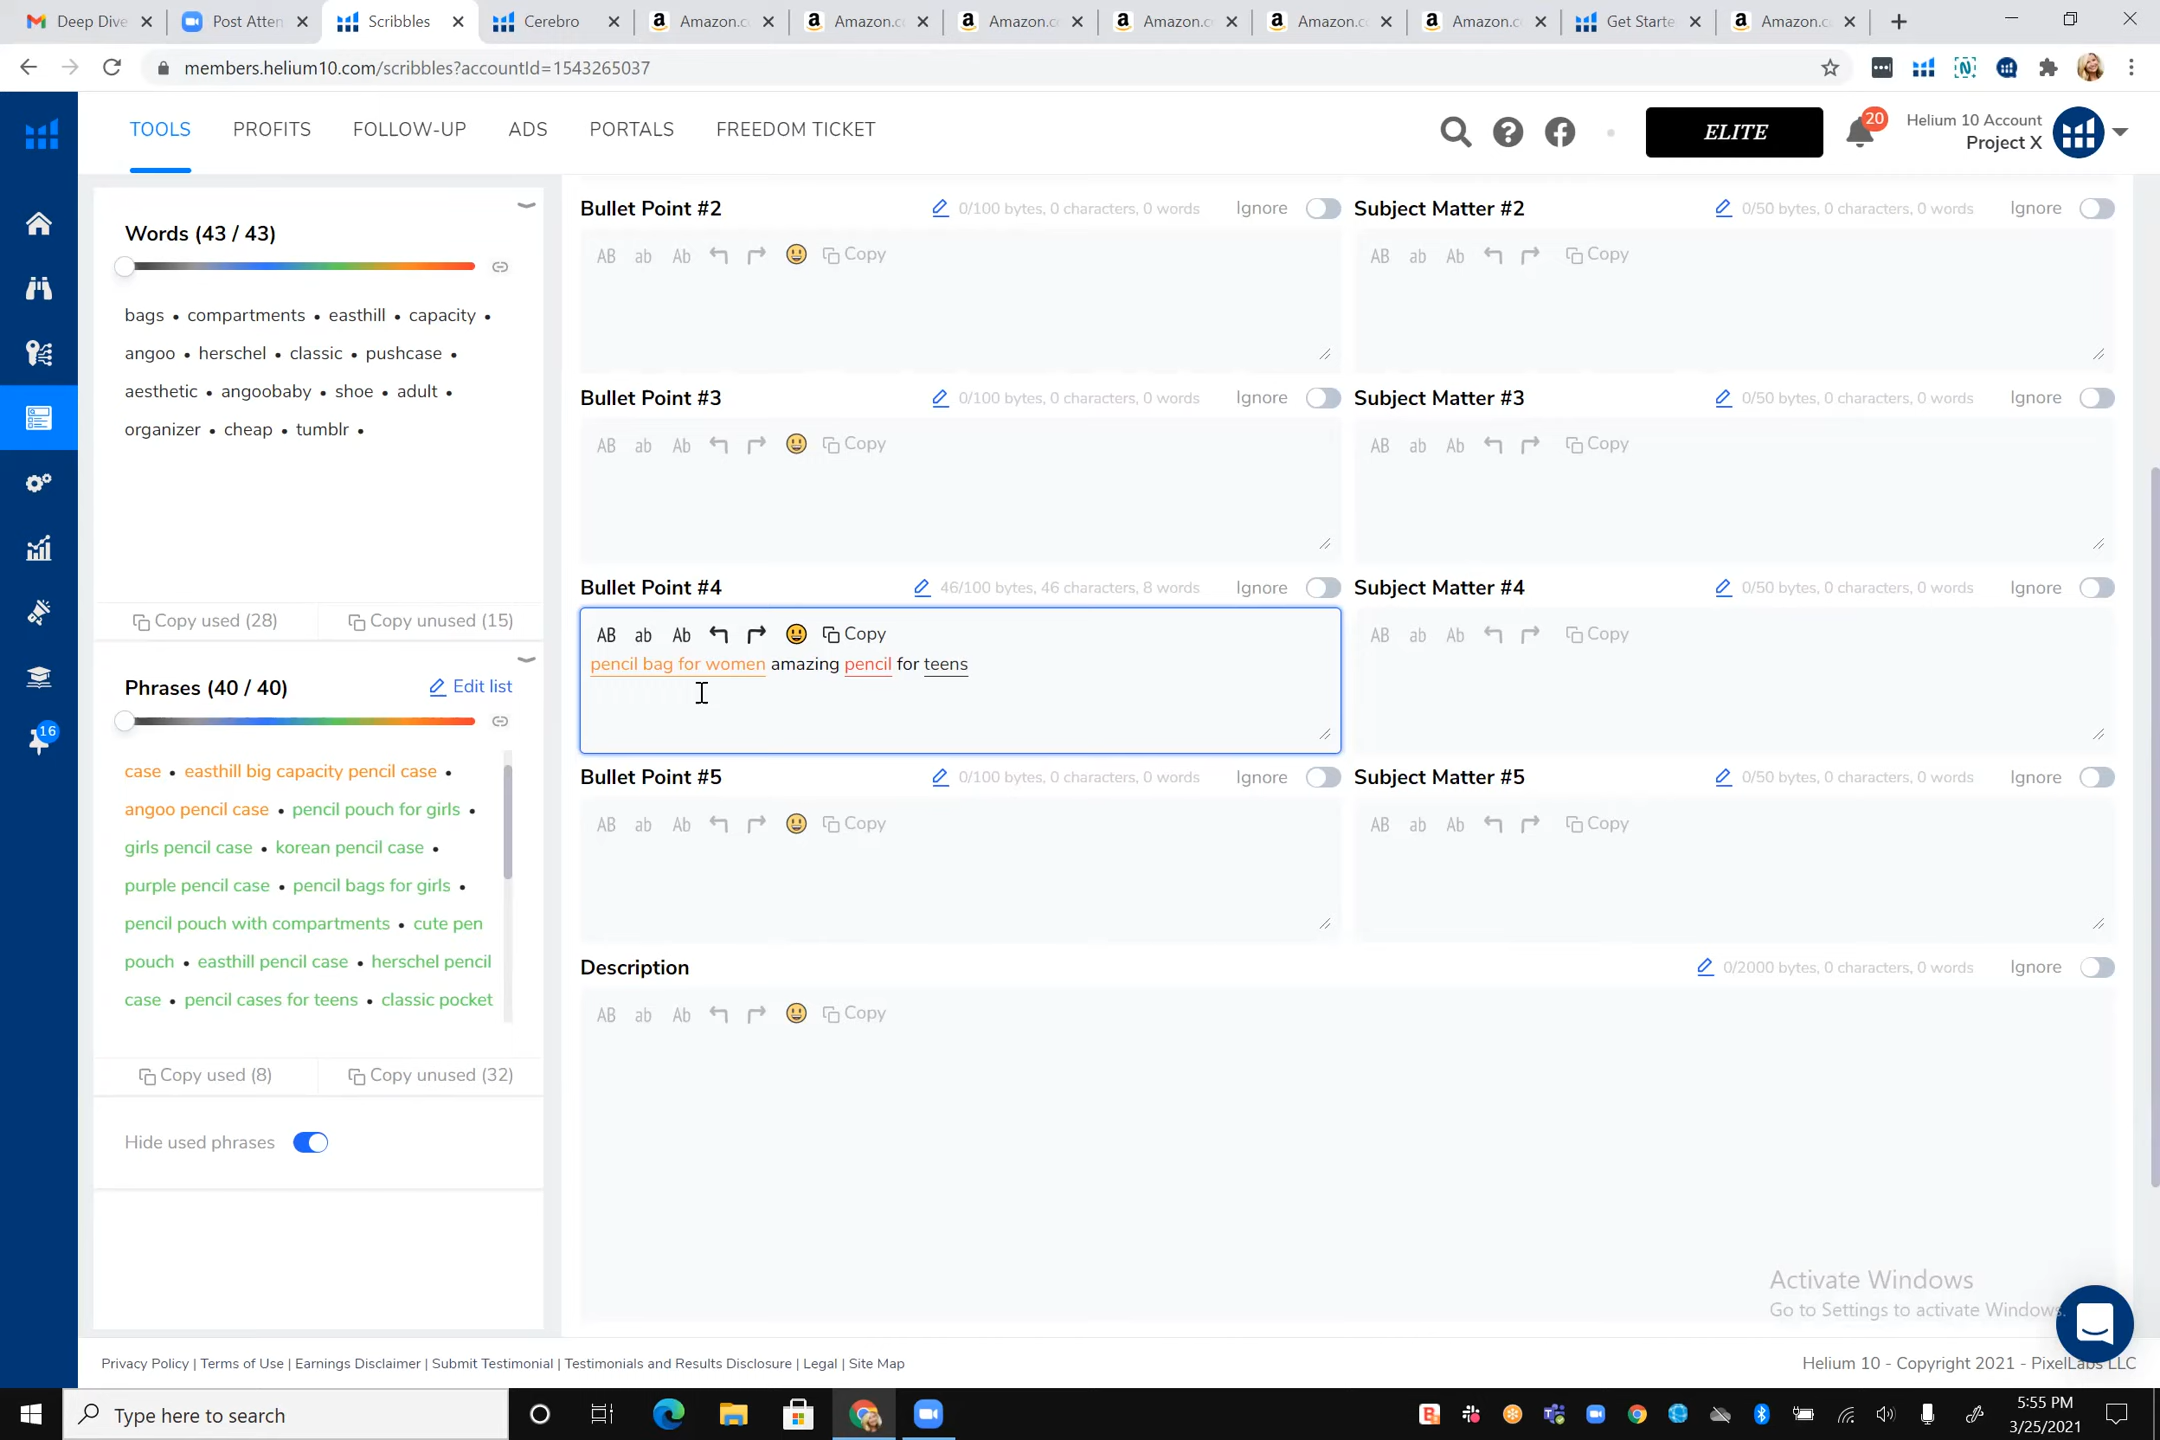 Deep Dive
Post Atten
Scribbles
Cerebro
Amazon.c
Amazon.c
Amazon.c
Amazon.c
Amazon.c
Amazon.c
Get Starte
Amazon.c
members.helium10.com/scribbles?accountId=1543265037
TOOLS PROFITS FOLLOW-UP ADS PORTALS FREEDOM TICKET
ELITE
20
Helium 10 Account
Project X
Words (43 / 43)
bags • compartments • easthill • capacity •
angoo • herschel • classic • pushcase •
aesthetic • angoobaby • shoe • adult •
organizer • cheap • tumblr •
Copy used (28) Copy unused (15)
Phrases (40 / 40) Edit list
case • easthill big capacity pencil case •
angoo pencil case • pencil pouch for girls •
girls pencil case • korean pencil case •
purple pencil case • pencil bags for girls •
pencil pouch with compartments • cute pen
pouch • easthill pencil case • herschel pencil
case • pencil cases for teens • classic pocket
Copy used (8) Copy unused (32)
Hide used phrases
16
Bullet Point #2 0/100 bytes, 0 characters, 0 words Ignore
AB ab Ab Copy
Subject Matter #2 0/50 bytes, 0 characters, 0 words Ignore
AB ab Ab Copy
Bullet Point #3 0/100 bytes, 0 characters, 0 words Ignore
AB ab Ab Copy
Subject Matter #3 0/50 bytes, 0 characters, 0 words Ignore
AB ab Ab Copy
Bullet Point #4 46/100 bytes, 46 characters, 8 words Ignore
AB ab Ab Copy
pencil bag for women amazing pencil for teens
Subject Matter #4 0/50 bytes, 0 characters, 0 words Ignore
AB ab Ab Copy
Bullet Point #5 0/100 bytes, 0 characters, 0 words Ignore
AB ab Ab Copy
Subject Matter #5 0/50 bytes, 0 characters, 0 words Ignore
AB ab Ab Copy
Description 0/2000 bytes, 0 characters, 0 words Ignore
AB ab Ab Copy
Activate Windows
Go to Settings to activate Windows.
Privacy Policy | Terms of Use | Earnings Disclaimer | Submit Testimonial | Testimonials and Results Disclosure | Legal | Site Map
Helium 10 - Copyright 2021 - PixelLabs LLC
Type here to search
5:55 PM
3/25/2021